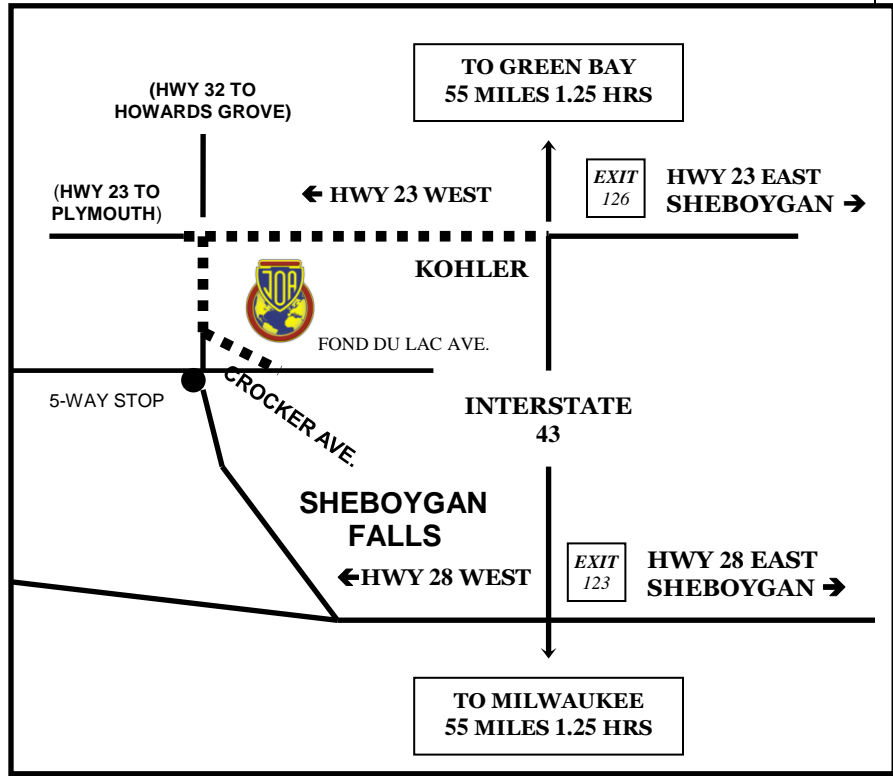 TO GREEN BAY
55 MILES 1.25 HRS
(HWY 32 TO
HOWARDS GROVE)
EXIT
126
HWY 23 EAST
SHEBOYGAN →
(HWY 23 TO
PLYMOUTH)
← HWY 23 WEST
KOHLER
JOA
FOND DU LAC AVE.
5-WAY STOP
CROCKER AVE.
INTERSTATE
43
SHEBOYGAN
FALLS
← HWY 28 WEST
EXIT
123
HWY 28 EAST
SHEBOYGAN →
TO MILWAUKEE
55 MILES 1.25 HRS